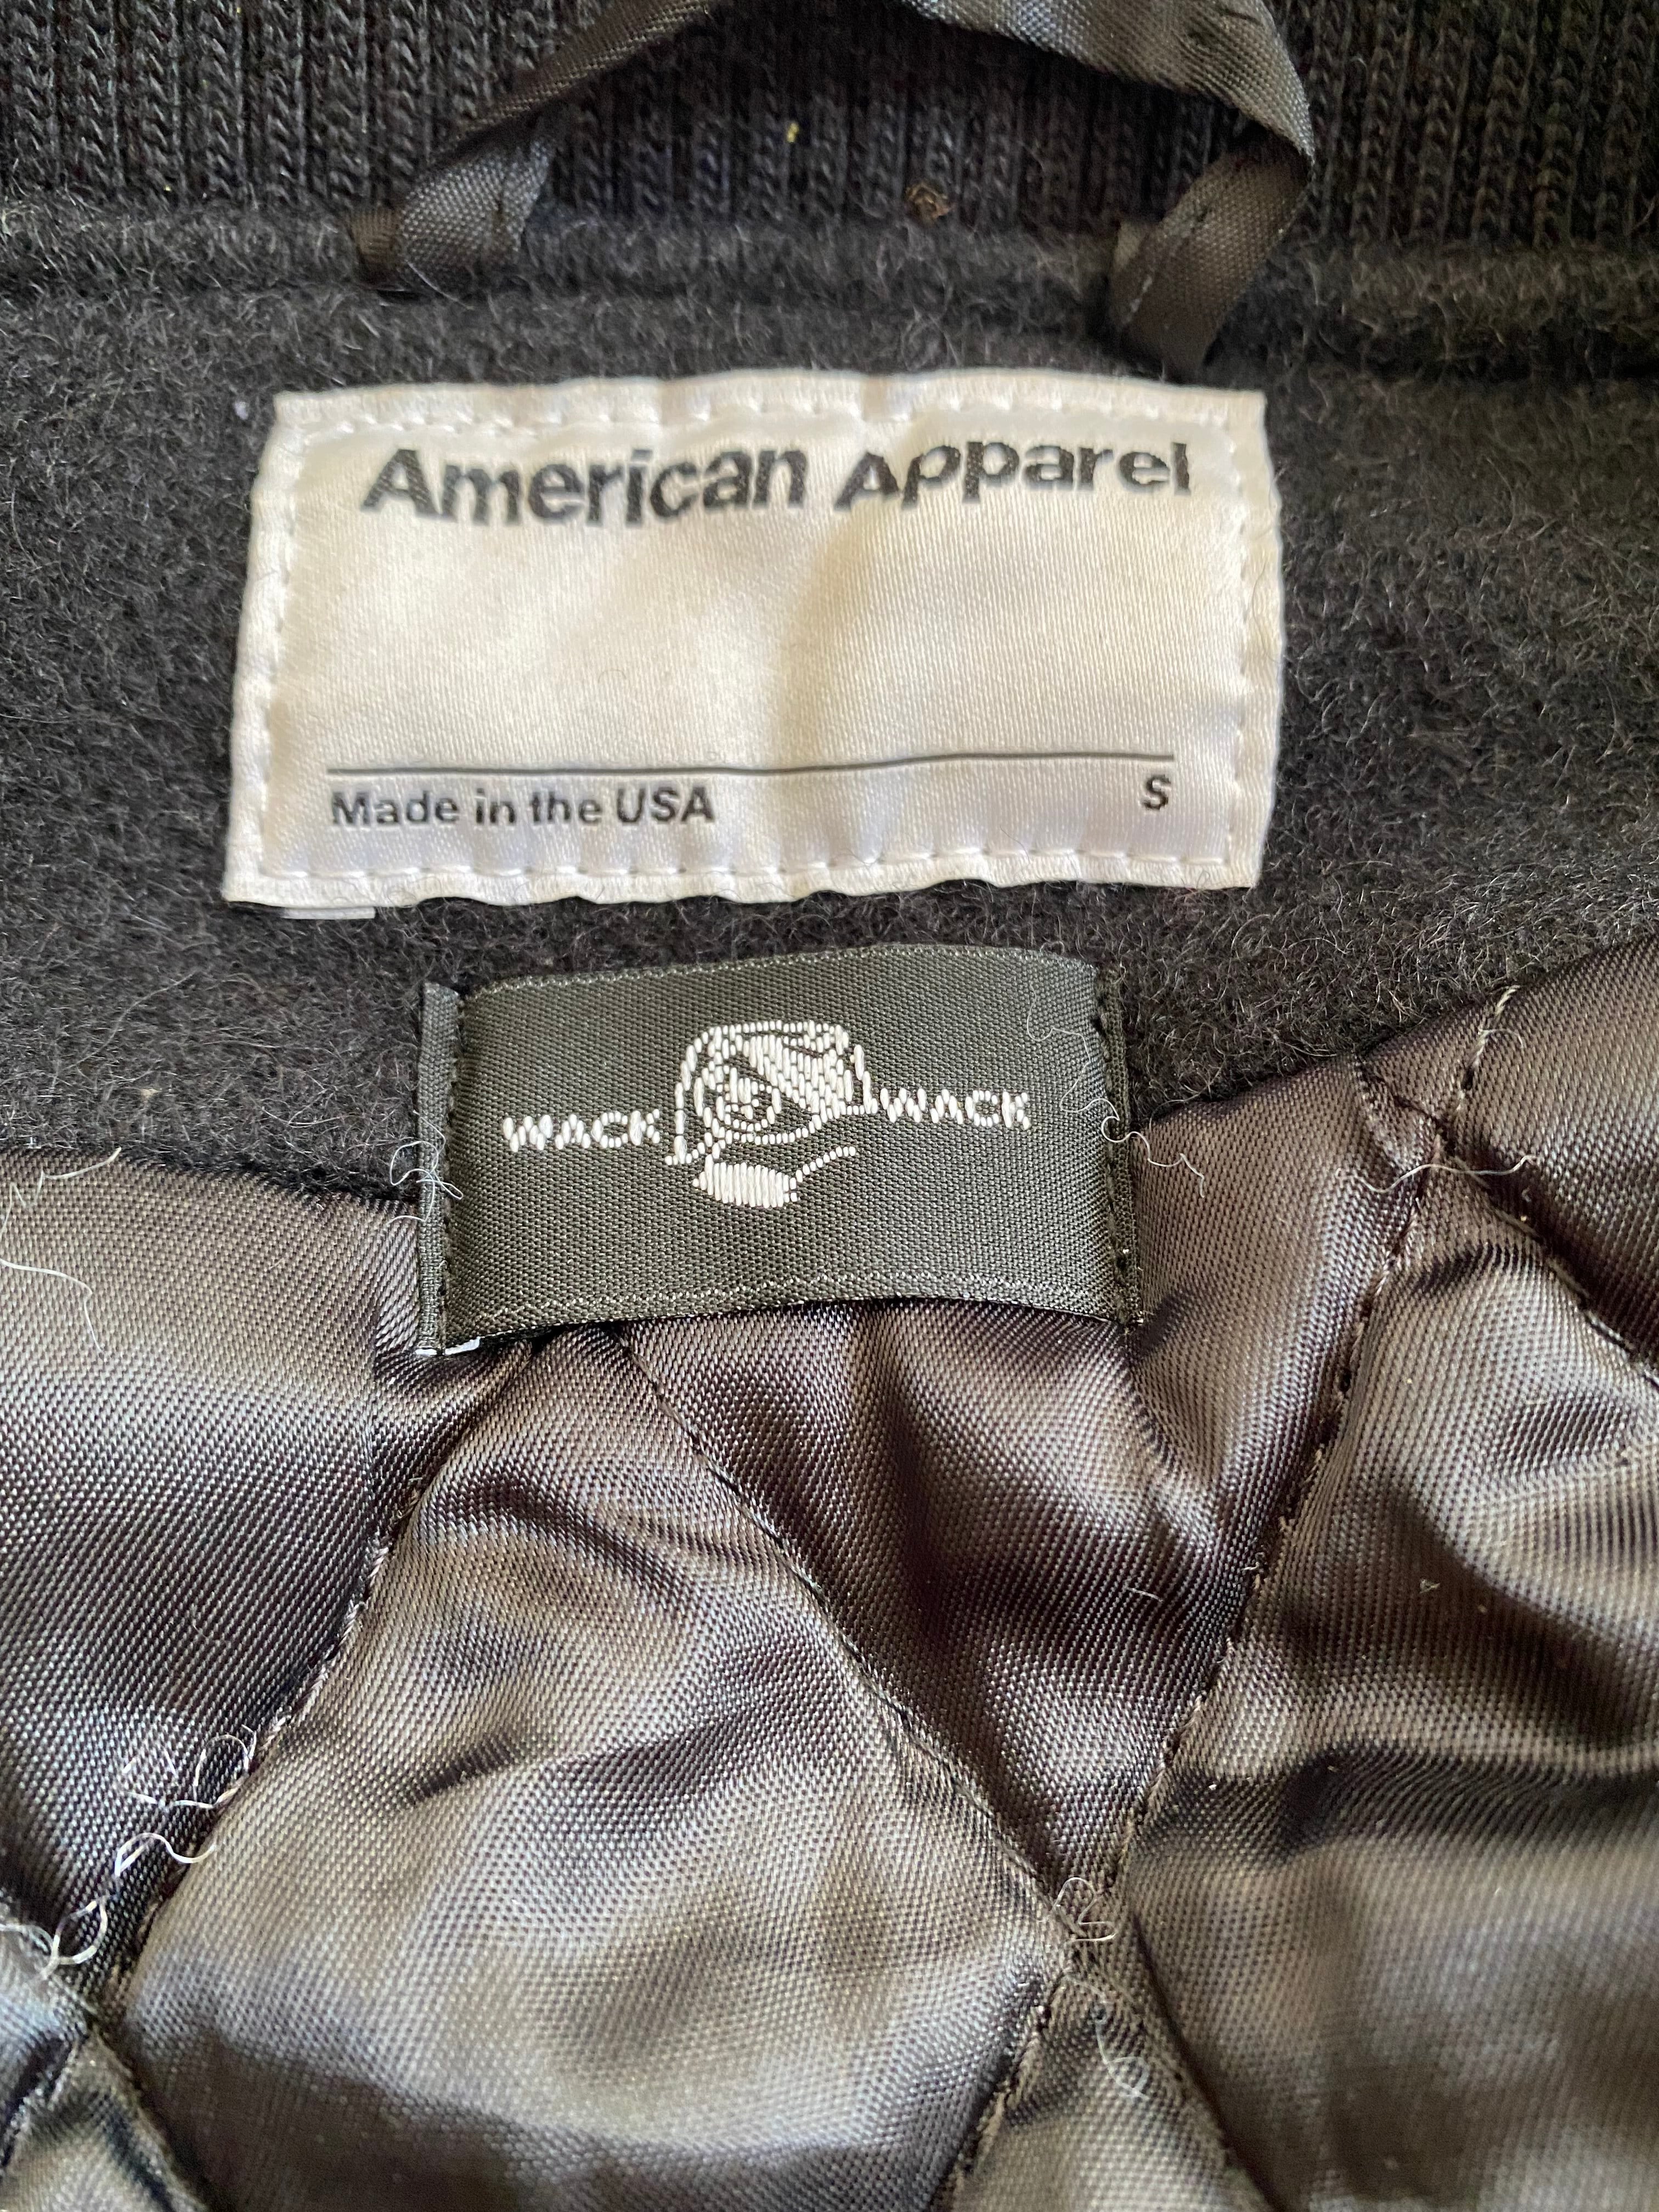 American Apparel
Made in the USA S
WACK WACK